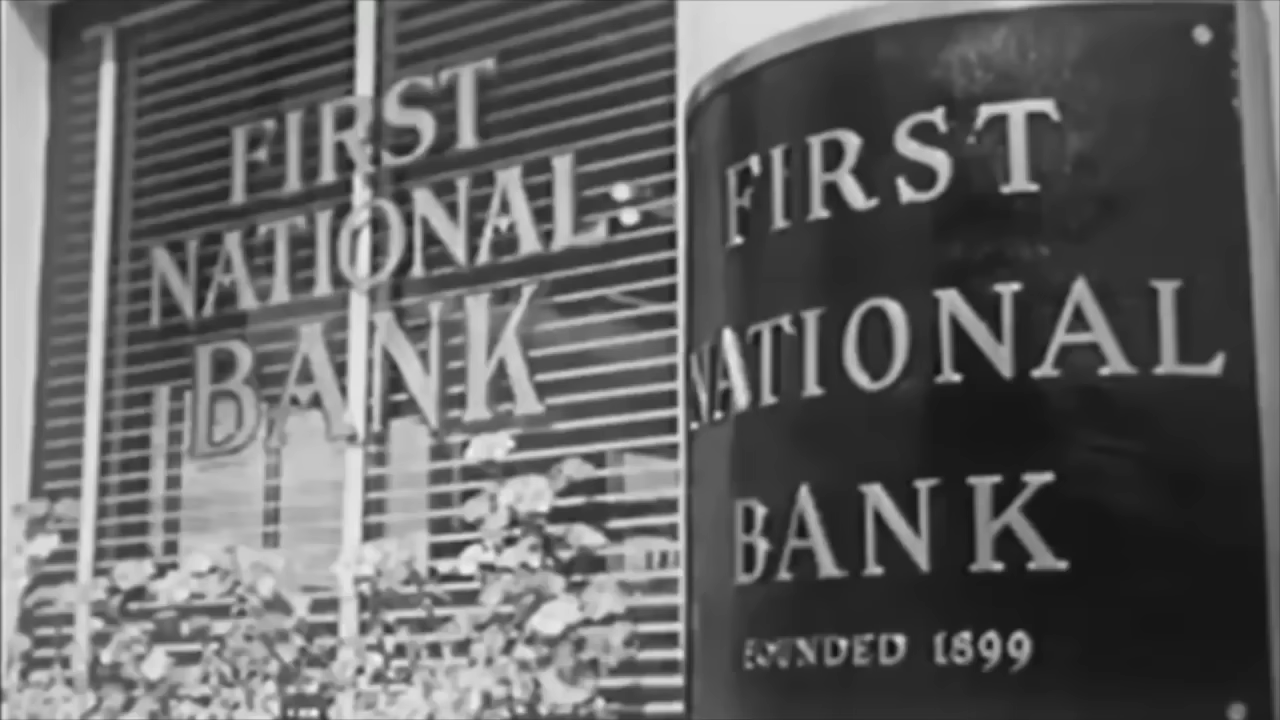 FIRST
NATIONAL
BANK
FIRST
NATIONAL
BANK
FOUNDED 1899